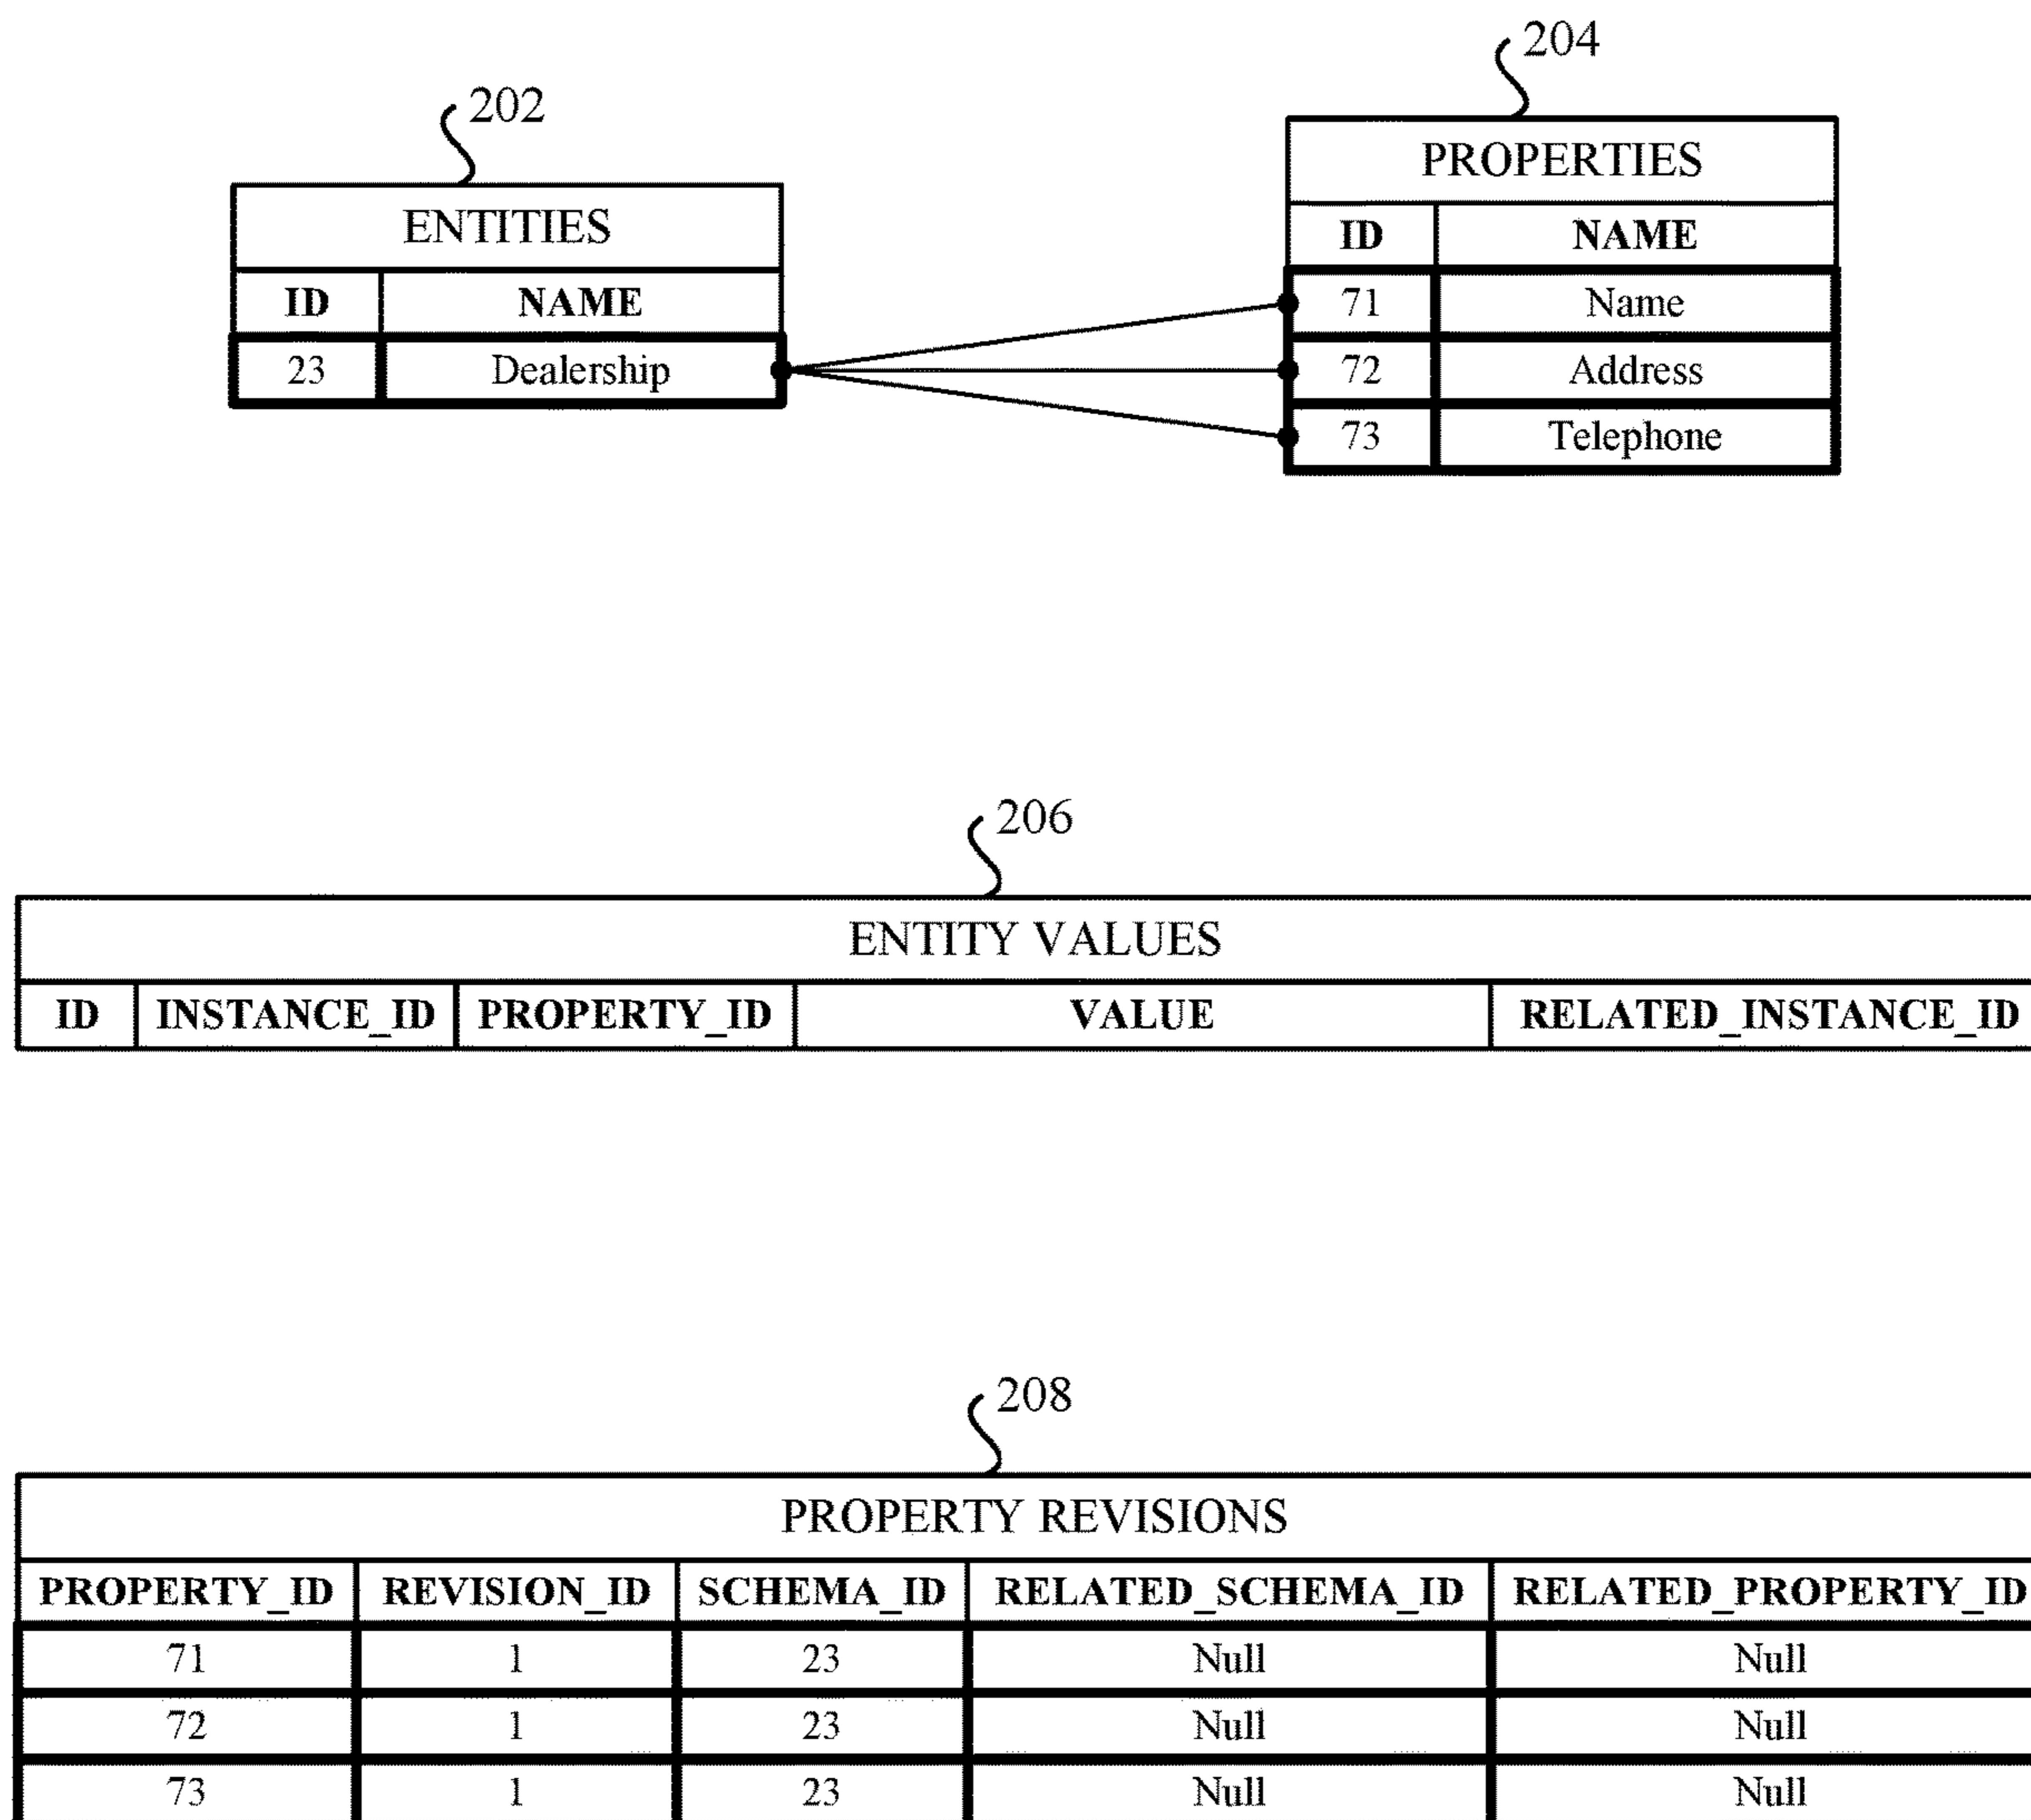 202
ENTITIES
ID NAME
23 Dealership
204
PROPERTIES
ID NAME
71 Name
72 Address
73 Telephone
206
ENTITY VALUES
ID INSTANCE_ID PROPERTY_ID VALUE RELATED_INSTANCE_ID
208
PROPERTY REVISIONS
PROPERTY_ID REVISION_ID SCHEMA_ID RELATED_SCHEMA_ID RELATED_PROPERTY_ID
71 1 23 Null Null
72 1 23 Null Null
73 1 23 Null Null